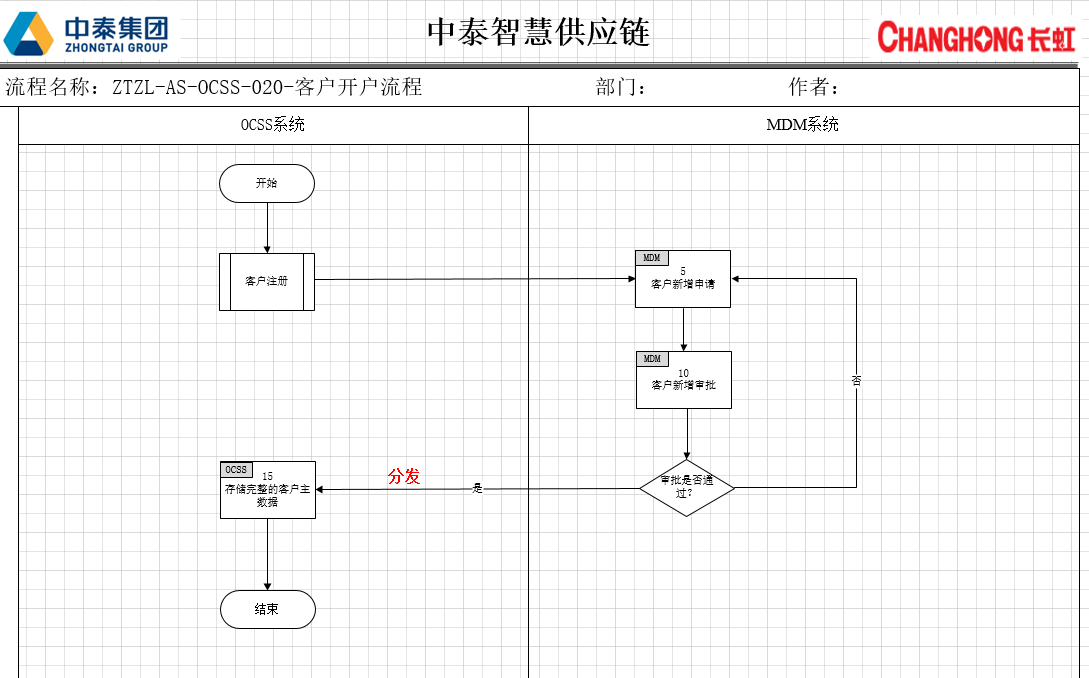 中泰集团
ZHONGTAI GROUP
中泰智慧供应链
CHANGHONG 长虹
流程名称：ZTZL-AS-OCSS-020-客户开户流程
部门：
作者：
OCSS系统
MDM系统
开始
客户注册
MDM
5
客户新增申请
MDM
10
客户新增审批
否
审批是否通
过？
是
分发
OCSS
15
存储完整的客户主
数据
结束